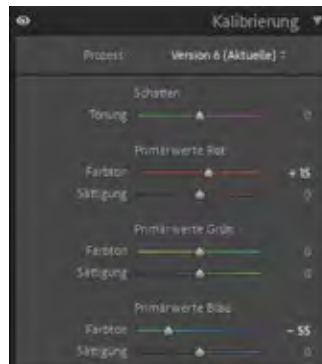 Kalibrierung
Prozess Version 6 (Aktuelle)
Schatten
Tönung 0
Primärwerte Rot
Farbton + 15
Sättigung 0
Primärwerte Grün
Farbton 0
Sättigung 0
Primärwerte Blau
Farbton - 55
Sättigung 0